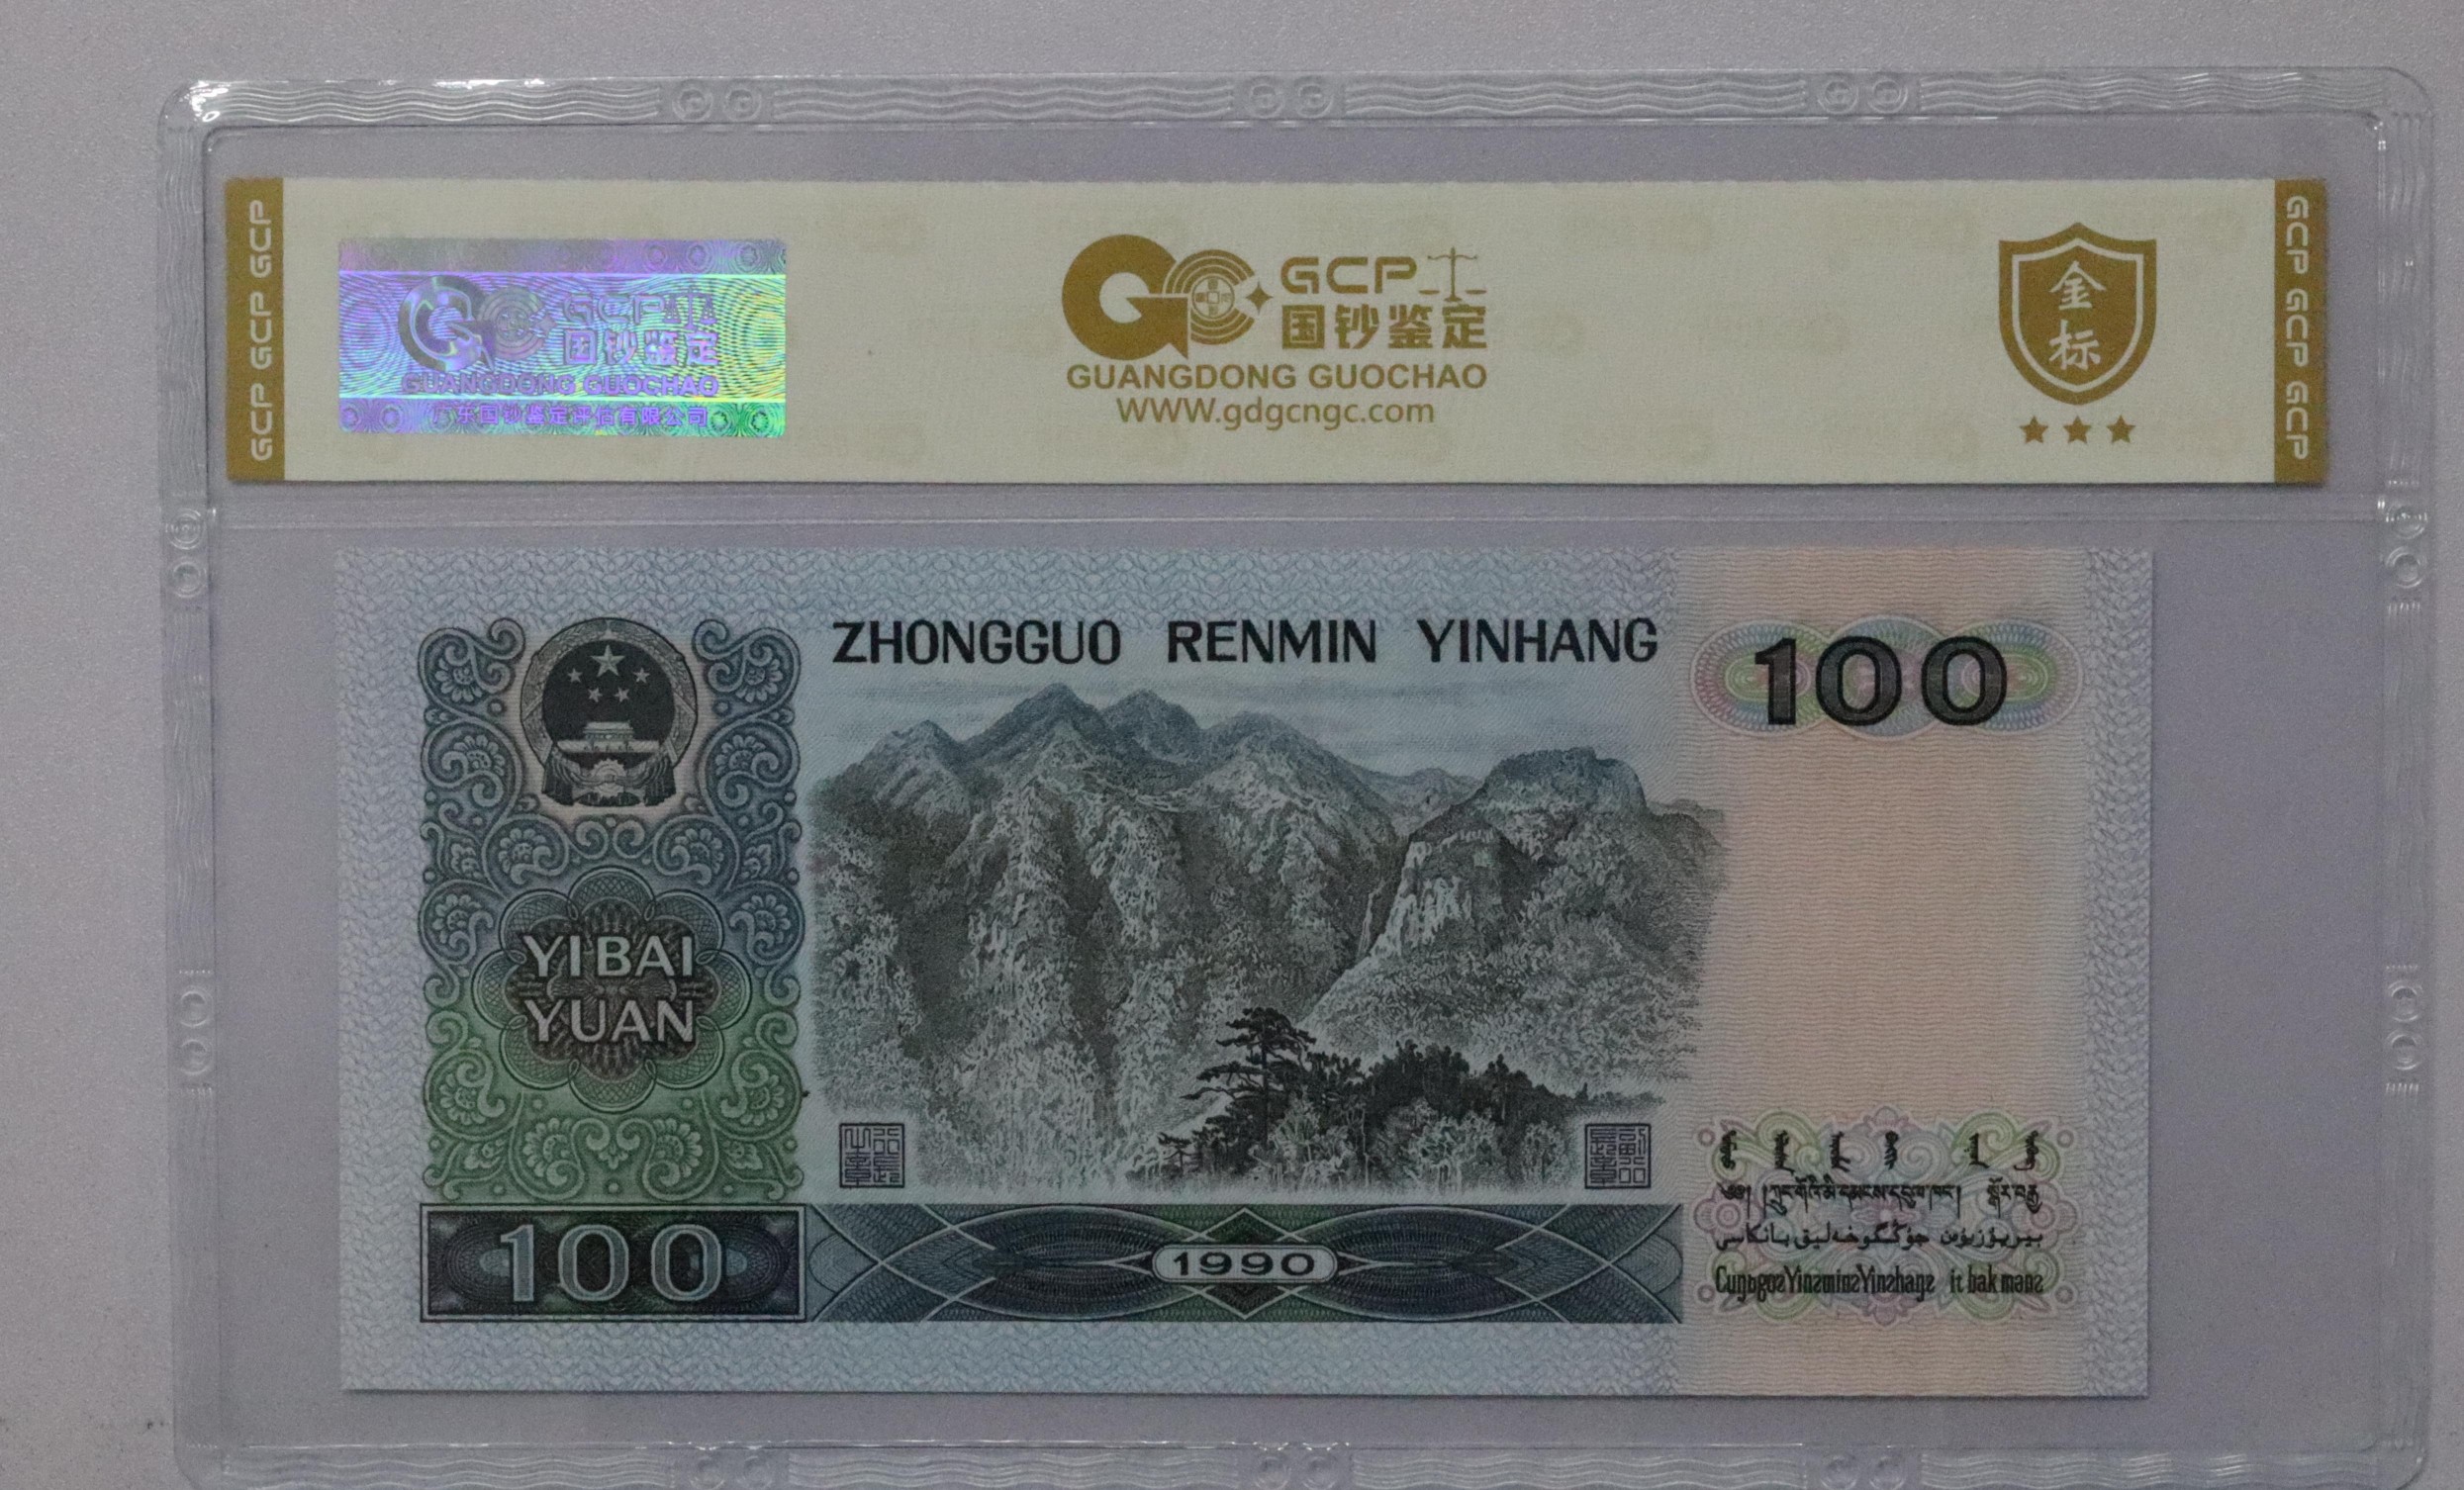 GCP GCP GCP
GCP
国钞鉴定
GUANGDONG GUOCHAO
广东国钞鉴定评估有限公司
GCP
国钞鉴定
GUANGDONG GUOCHAO
WWW.gdgcngc.com
金
标
GCP GCP GCP
ZHONGGUO RENMIN YINHANG
100
YIBAI
YUAN
100
1990